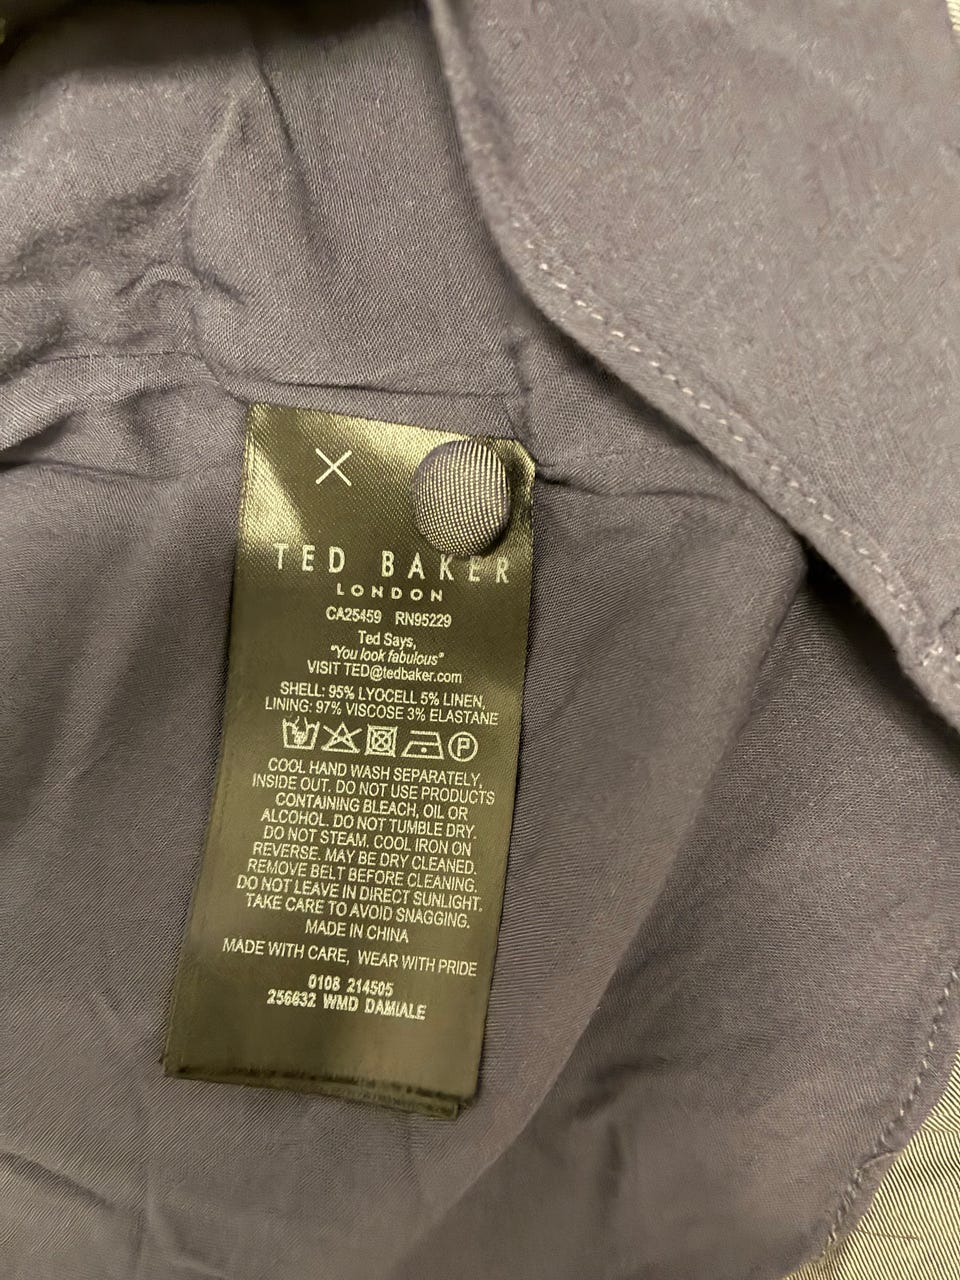 TED BAKER
LONDON
CA25459 RN95229
Ted Says,
"You look fabulous"
VISIT TED@tedbaker.com
SHELL: 95% LYOCELL 5% LINEN,
LINING: 97% VISCOSE 3% ELASTANE
P
COOL HAND WASH SEPARATELY,
INSIDE OUT. DO NOT USE PRODUCTS
CONTAINING BLEACH, OIL OR
ALCOHOL. DO NOT TUMBLE DRY.
DO NOT STEAM. COOL IRON ON
REVERSE. MAY BE DRY CLEANED.
REMOVE BELT BEFORE CLEANING.
DO NOT LEAVE IN DIRECT SUNLIGHT.
TAKE CARE TO AVOID SNAGGING.
MADE IN CHINA
MADE WITH CARE, WEAR WITH PRIDE
0108 214505
256632 WMD DAMIALE